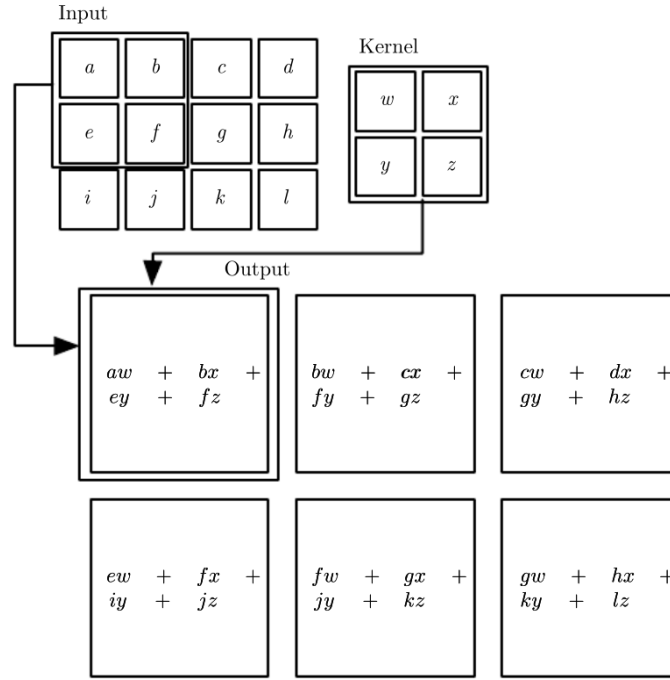 Input
a b c d
e f g h
i j k l
Kernel
w x
y z
Output
aw + bx +
ey + fz
bw + cx +
fy + gz
cw + dx +
gy + hz
ew + fx +
iy + jz
fw + gx +
jy + kz
gw + hx +
ky + lz